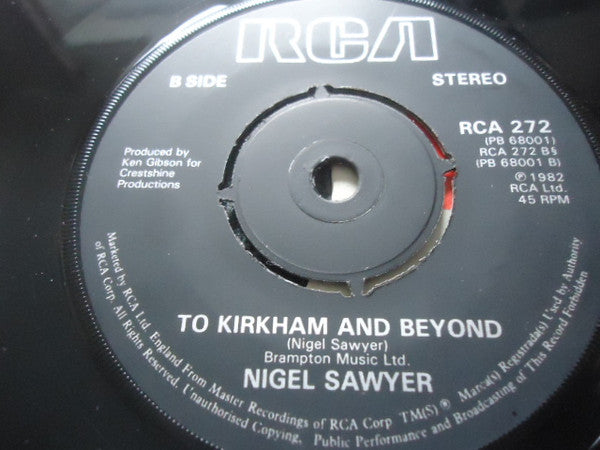 RCA
B SIDE
STEREO
Produced by
Ken Gibson for
Crestshine
Productions
RCA 272
(PB 68001)
RCA 272 B§
(PB 68001 B)
℗ 1982
RCA Ltd.
45 RPM
TO KIRKHAM AND BEYOND
(Nigel Sawyer)
Brampton Music Ltd.
NIGEL SAWYER
Marketed by RCA Ltd. England From Master Recordings of RCA Corp. TM(S) ® Marca(s) Registrada(s) Used by Authority
of RCA Corp. Unauthorised Copying, Public Performance and Broadcasting of This Record Forbidden